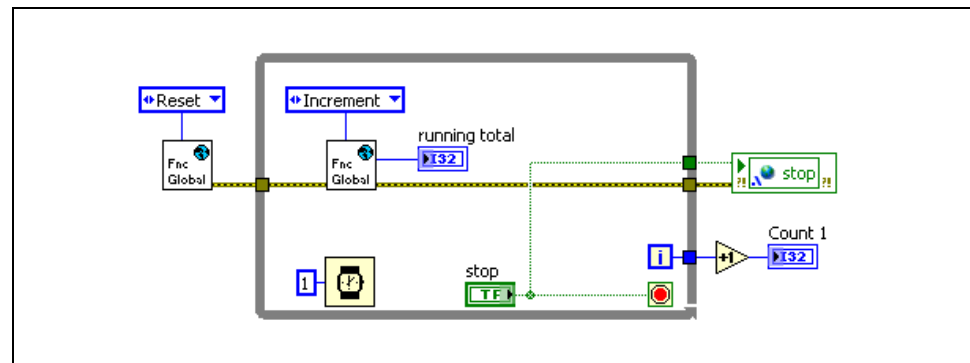 Reset
Increment
running total
Fnc
Global
Fnc
Global
I32
?! stop ?!
Count 1
i
+1
I32
1
stop
TF